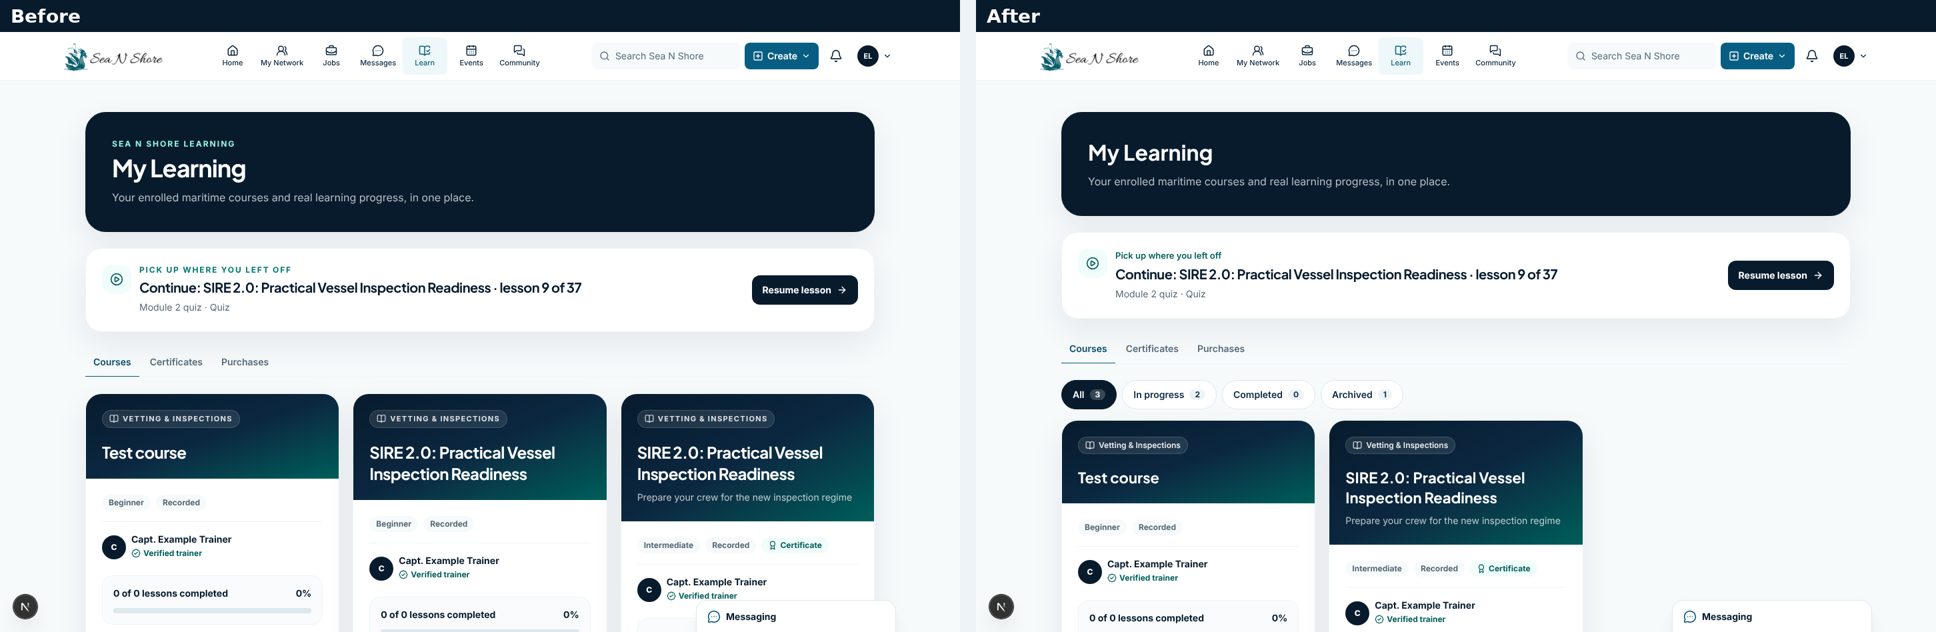 Before
Sea N Shore
Home
My Network
Jobs
Messages
Learn
Events
Community
Search Sea N Shore
Create
EL
SEA N SHORE LEARNING
My Learning
Your enrolled maritime courses and real learning progress, in one place.
PICK UP WHERE YOU LEFT OFF
Continue: SIRE 2.0: Practical Vessel Inspection Readiness · lesson 9 of 37
Module 2 quiz · Quiz
Resume lesson
Courses
Certificates
Purchases
VETTING & INSPECTIONS
Test course
Beginner
Recorded
C
Capt. Example Trainer
Verified trainer
0 of 0 lessons completed
0%
VETTING & INSPECTIONS
SIRE 2.0: Practical Vessel
Inspection Readiness
Beginner
Recorded
C
Capt. Example Trainer
Verified trainer
0 of 0 lessons completed
0%
VETTING & INSPECTIONS
SIRE 2.0: Practical Vessel
Inspection Readiness
Prepare your crew for the new inspection regime
Intermediate
Recorded
Certificate
C
Capt. Example Trainer
Verified trainer
Messaging
N
After
Sea N Shore
Home
My Network
Jobs
Messages
Learn
Events
Community
Search Sea N Shore
Create
EL
My Learning
Your enrolled maritime courses and real learning progress, in one place.
Pick up where you left off
Continue: SIRE 2.0: Practical Vessel Inspection Readiness · lesson 9 of 37
Module 2 quiz · Quiz
Resume lesson
Courses
Certificates
Purchases
All 3
In progress 2
Completed 0
Archived 1
Vetting & Inspections
Test course
Beginner
Recorded
C
Capt. Example Trainer
Verified trainer
0 of 0 lessons completed
0%
Vetting & Inspections
SIRE 2.0: Practical Vessel
Inspection Readiness
Prepare your crew for the new inspection regime
Intermediate
Recorded
Certificate
C
Capt. Example Trainer
Verified trainer
Messaging
N